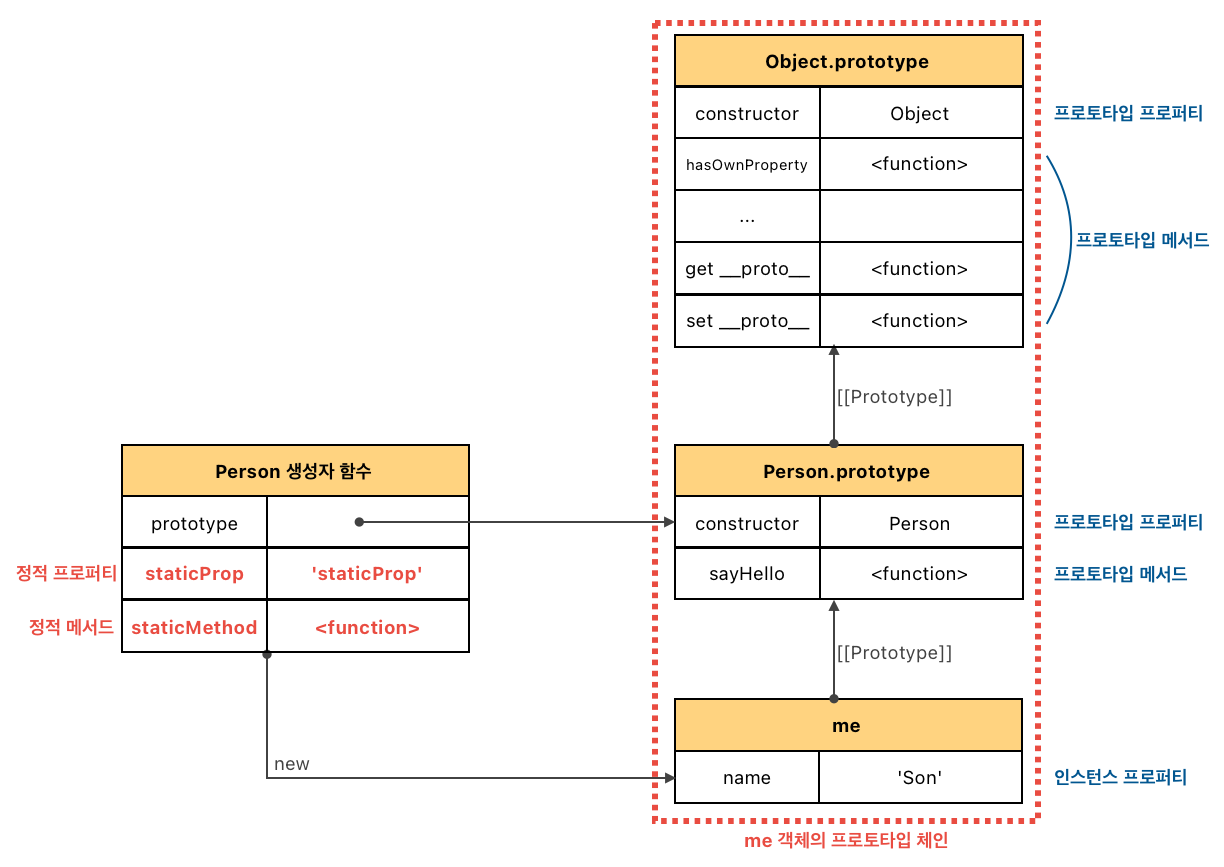 Object.prototype
constructor Object 프로토타입 프로퍼티
hasOwnProperty <function>
...
프로토타입 메서드
get __proto__ <function>
set __proto__ <function>
[[Prototype]]
Person 생성자 함수
prototype
정적 프로퍼티 staticProp 'staticProp'
정적 메서드 staticMethod <function>
Person.prototype
constructor Person 프로토타입 프로퍼티
sayHello <function> 프로토타입 메서드
[[Prototype]]
new
me
name 'Son' 인스턴스 프로퍼티
me 객체의 프로토타입 체인